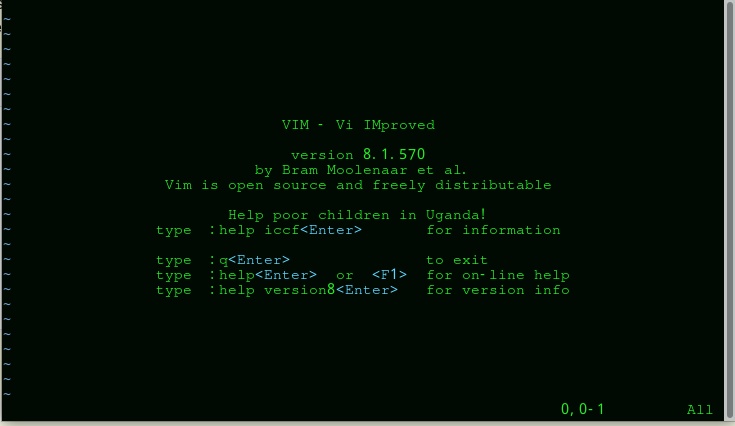 ~
~
~
~
~
~
~
~ VIM - Vi IMproved
~
~ version 8.1.570
~ by Bram Moolenaar et al.
~ Vim is open source and freely distributable
~
~ Help poor children in Uganda!
~ type :help iccf<Enter> for information
~
~ type :q<Enter> to exit
~ type :help<Enter> or <F1> for on-line help
~ type :help version8<Enter> for version info
~
~
~
~
~
~
~
0,0-1 All